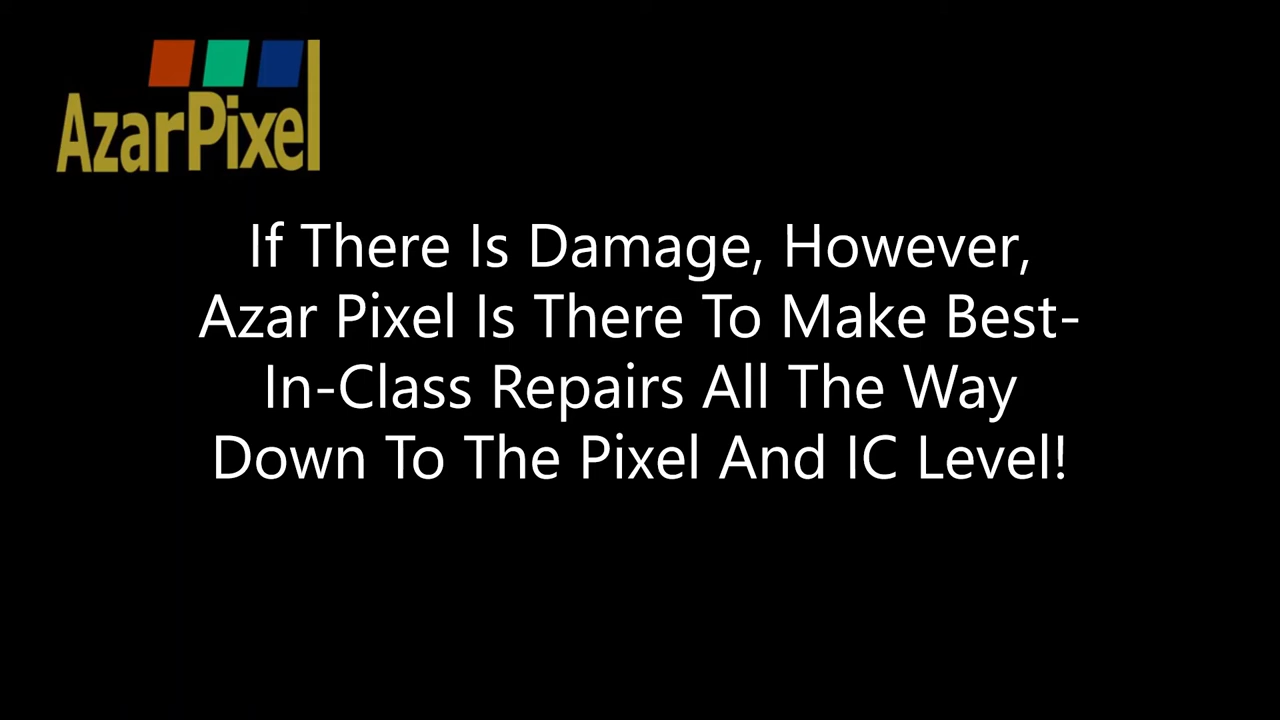 AzarPixel
If There Is Damage, However,
Azar Pixel Is There To Make Best-
In-Class Repairs All The Way
Down To The Pixel And IC Level!